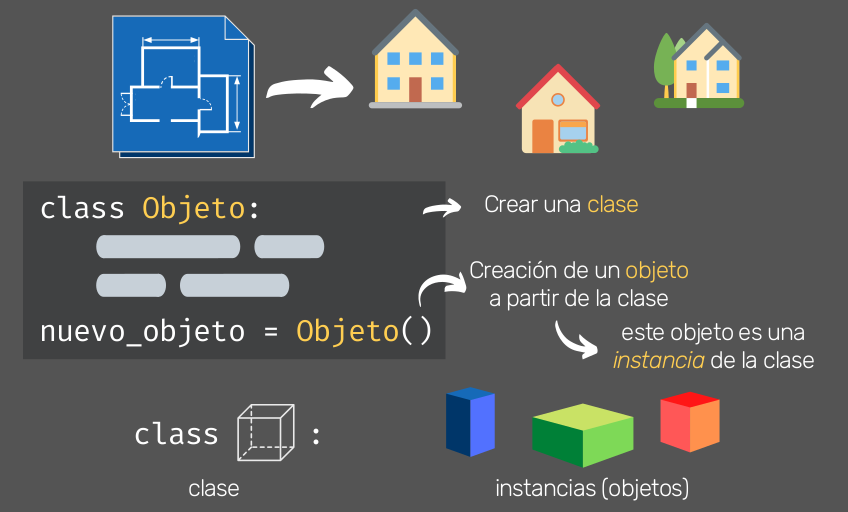 class Objeto:
Crear una clase
Creación de un objeto
a partir de la clase
nuevo_objeto = Objeto()
este objeto es una
instancia de la clase
class :
clase
instancias (objetos)